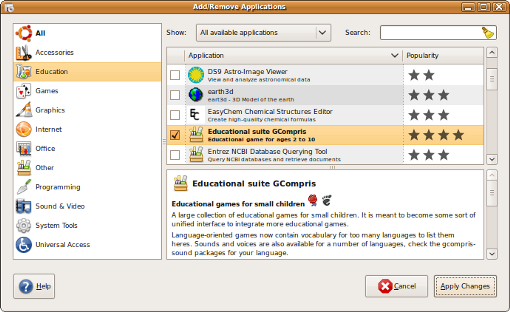 Add/Remove Applications
Show: All available applications Search:
All
Accessories
Education
Games
Graphics
Internet
Office
Other
Programming
Sound & Video
System Tools
Universal Access
Application Popularity
DS9 Astro-Image Viewer
View and analyze astronomical data
earth3d
earth3d - 3D Model of the earth
EasyChem Chemical Structures Editor
Create high-quality chemical formulas
Educational suite GCompris
Educational game for ages 2 to 10
Entrez NCBI Database Querying Tool
Query NCBI databases and retrieve documents
Educational suite GCompris
Educational games for small children
A large collection of educational games for small children. It is meant to become some sort of
unified interface to integrate more educational games.
Language-oriented games now contain vocabulary for too many languages to list them
heres. Sounds and voices are also available for a number of languages, check the gcompris-
sound packages for your language.
Help Cancel Apply Changes